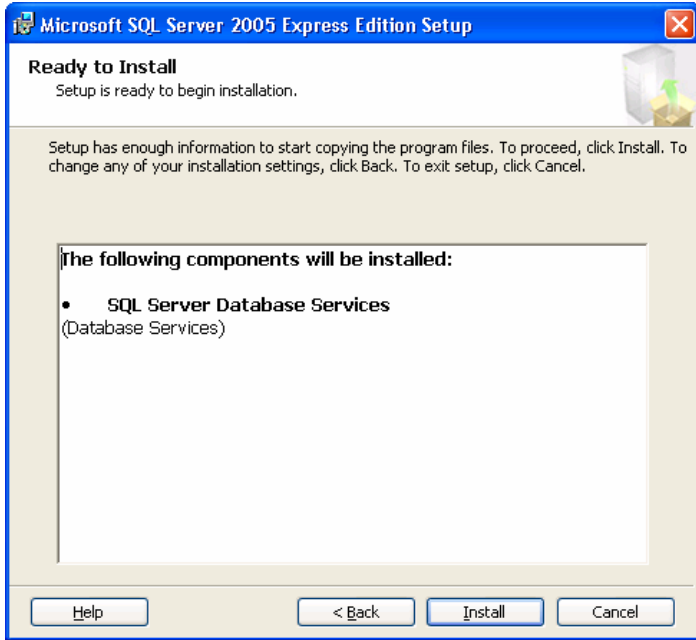 Microsoft SQL Server 2005 Express Edition Setup
Ready to Install
Setup is ready to begin installation.
Setup has enough information to start copying the program files. To proceed, click Install. To
change any of your installation settings, click Back. To exit setup, click Cancel.
The following components will be installed:
• SQL Server Database Services
(Database Services)
Help < Back Install Cancel